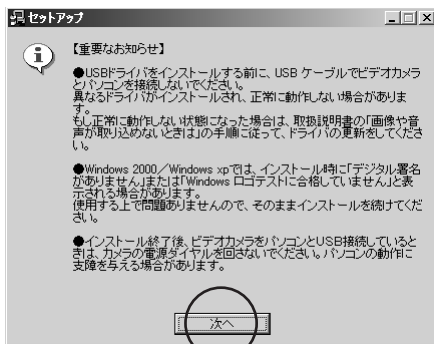 セットアップ
【重要なお知らせ】
●USBドライバをインストールする前に、USB ケーブルでビデオカメラ
とパソコンを接続しないでください。
異なるドライバがインストールされ、正常に動作しない場合がありま
す。
もし正常に動作しない状態になった場合は、取扱説明書の「画像や音
声が取り込めないときは」の手順に従って、ドライバの更新をしてくださ
い。
●Windows 2000／Windows xpでは、インストール時に「デジタル署名
がありません」または「Windows ロゴテストに合格していません」と表
示される場合があります。
使用する上で問題ありませんので、そのままインストールを続けてくだ
さい。
●インストール終了後、ビデオカメラをパソコンとUSB接続していると
きは、カメラの電源ダイヤルを回さないでください。パソコンの動作に
支障を与える場合があります。
次へ